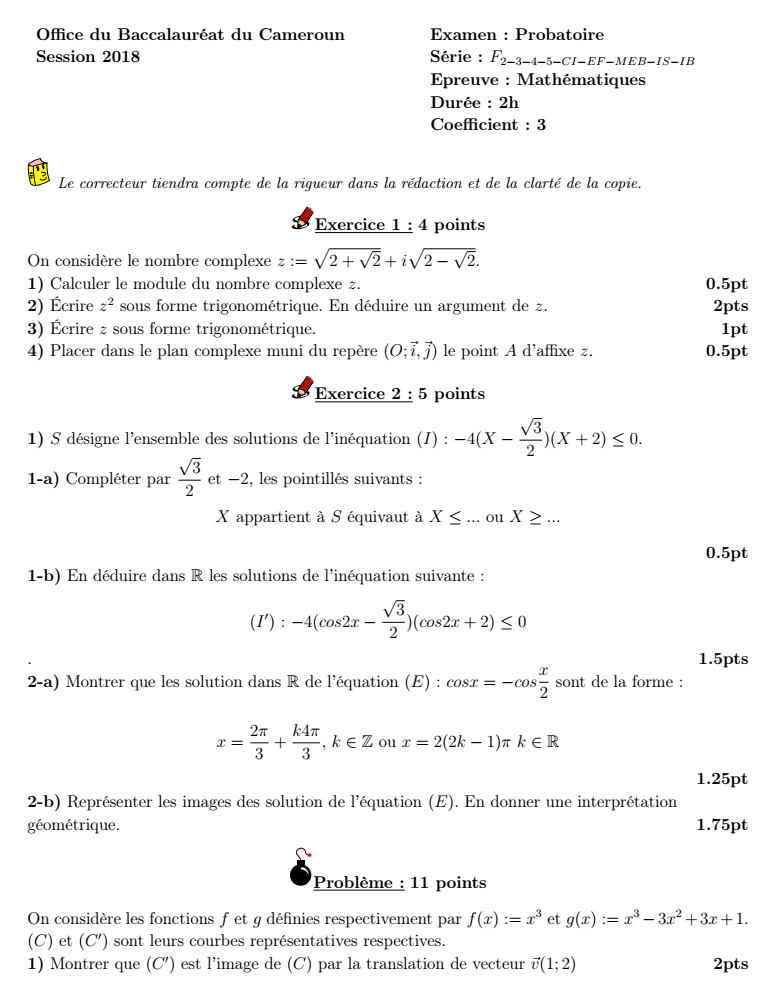 Office du Baccalauréat du Cameroun
Session 2018
Examen : Probatoire
Série : F₂₋₃₋₄₋₅₋CI₋EF₋MEB₋IS₋IB
Epreuve : Mathématiques
Durée : 2h
Coefficient : 3
Le correcteur tiendra compte de la rigueur dans la rédaction et de la clarté de la copie.
Exercice 1 : 4 points
On considère le nombre complexe z := √(2 + √2) + i√(2 − √2).
1) Calculer le module du nombre complexe z. 0.5pt
2) Écrire z² sous forme trigonométrique. En déduire un argument de z. 2pts
3) Écrire z sous forme trigonométrique. 1pt
4) Placer dans le plan complexe muni du repère (O; i⃗, j⃗) le point A d'affixe z. 0.5pt
Exercice 2 : 5 points
1) S désigne l'ensemble des solutions de l'inéquation (I) : −4(X − √3/2)(X + 2) ≤ 0.
1-a) Compléter par √3/2 et −2, les pointillés suivants :
X appartient à S équivaut à X ≤ ... ou X ≥ ...
0.5pt
1-b) En déduire dans ℝ les solutions de l'inéquation suivante :
(I′) : −4(cos2x − √3/2)(cos2x + 2) ≤ 0
. 1.5pts
2-a) Montrer que les solution dans ℝ de l'équation (E) : cosx = −cos x/2 sont de la forme :
x = 2π/3 + k4π/3, k ∈ ℤ ou x = 2(2k − 1)π k ∈ ℝ
1.25pt
2-b) Représenter les images des solution de l'équation (E). En donner une interprétation
géométrique. 1.75pt
Problème : 11 points
On considère les fonctions f et g définies respectivement par f(x) := x³ et g(x) := x³ − 3x² + 3x + 1.
(C) et (C′) sont leurs courbes représentatives respectives.
1) Montrer que (C′) est l'image de (C) par la translation de vecteur v⃗(1; 2) 2pts